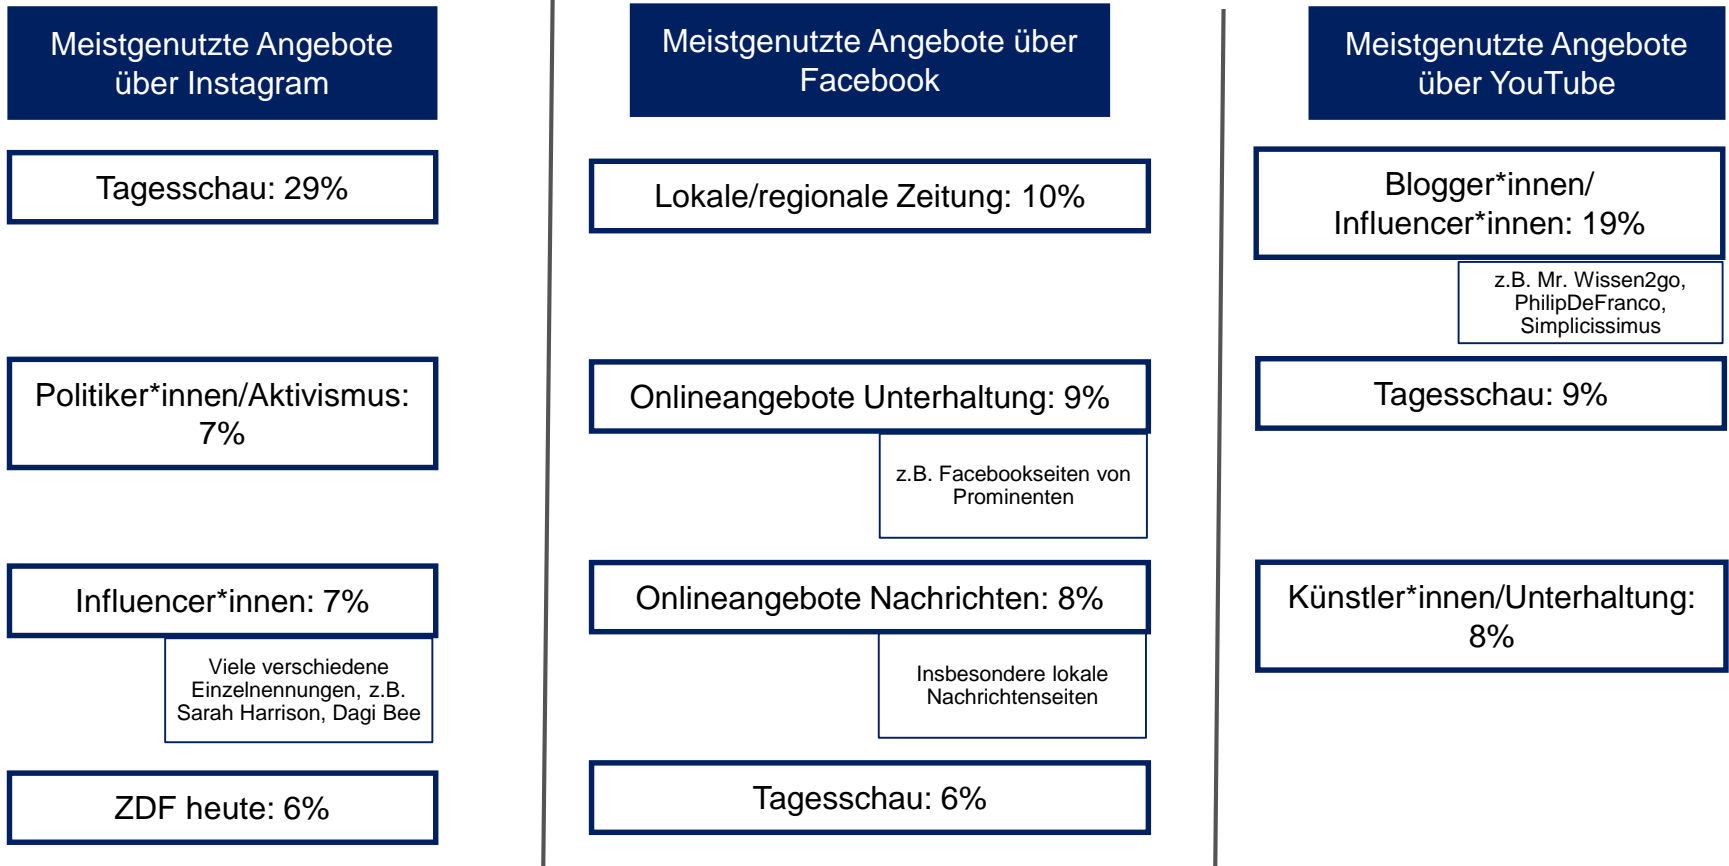 Meistgenutzte Angebote
über Instagram
Tagesschau: 29%
Politiker*innen/Aktivismus:
7%
Influencer*innen: 7%
Viele verschiedene
Einzelnennungen, z.B.
Sarah Harrison, Dagi Bee
ZDF heute: 6%
Meistgenutzte Angebote über
Facebook
Lokale/regionale Zeitung: 10%
Onlineangebote Unterhaltung: 9%
z.B. Facebookseiten von
Prominenten
Onlineangebote Nachrichten: 8%
Insbesondere lokale
Nachrichtenseiten
Tagesschau: 6%
Meistgenutzte Angebote
über YouTube
Blogger*innen/
Influencer*innen: 19%
z.B. Mr. Wissen2go,
PhilipDeFranco,
Simplicissimus
Tagesschau: 9%
Künstler*innen/Unterhaltung:
8%